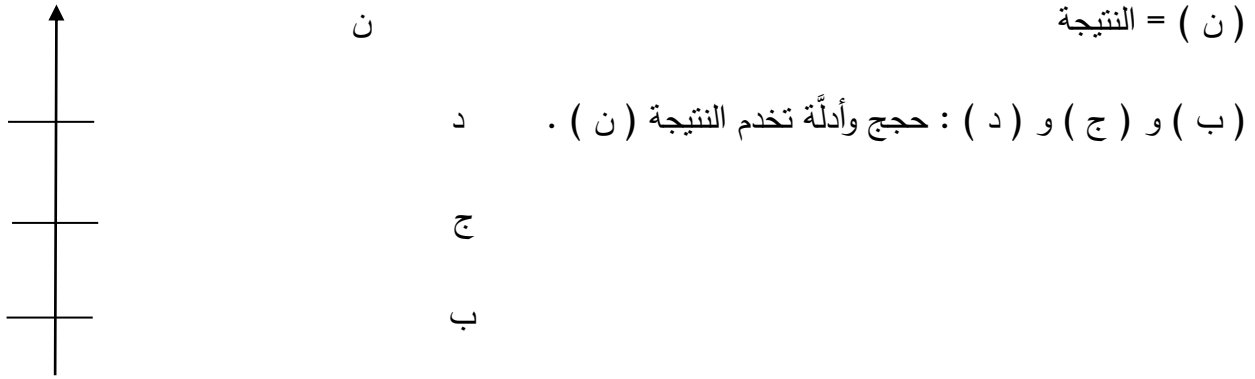 ( ن ) = النتيجة ن
( ب ) و ( ج ) و ( د ) : حجج وأدلَّة تخدم النتيجة ( ن ) . د
ج
ب